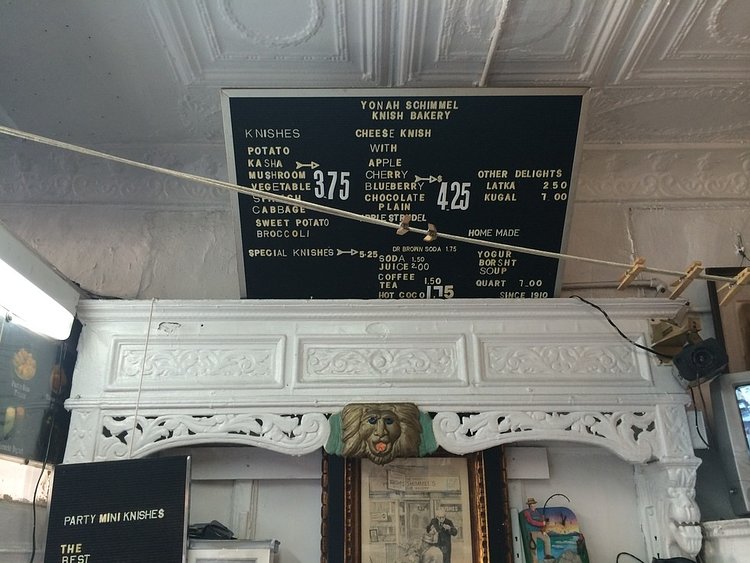 YONAH SCHIMMEL
KNISH BAKERY
KNISHES
POTATO
KASHA
MUSHROOM
VEGETABLE
3.75
CABBAGE
SWEET POTATO
BROCCOLI
SPECIAL KNISHES 5.25
CHEESE KNISH
WITH
APPLE
CHERRY
BLUEBERRY
CHOCOLATE
PLAIN
4.25
APPLE STRUDEL
DR BROWN SODA 1.75
SODA 1.50
JUICE 2.00
COFFEE
TEA 1.50
HOT COCO 1.75
OTHER DELIGHTS
LATKA 2 50
KUGAL 7.00
HOME MADE
YOGUR
BORSHT
SOUP
QUART 7.00
SINCE 1910
PARTY MINI KNISHES
THE
BEST